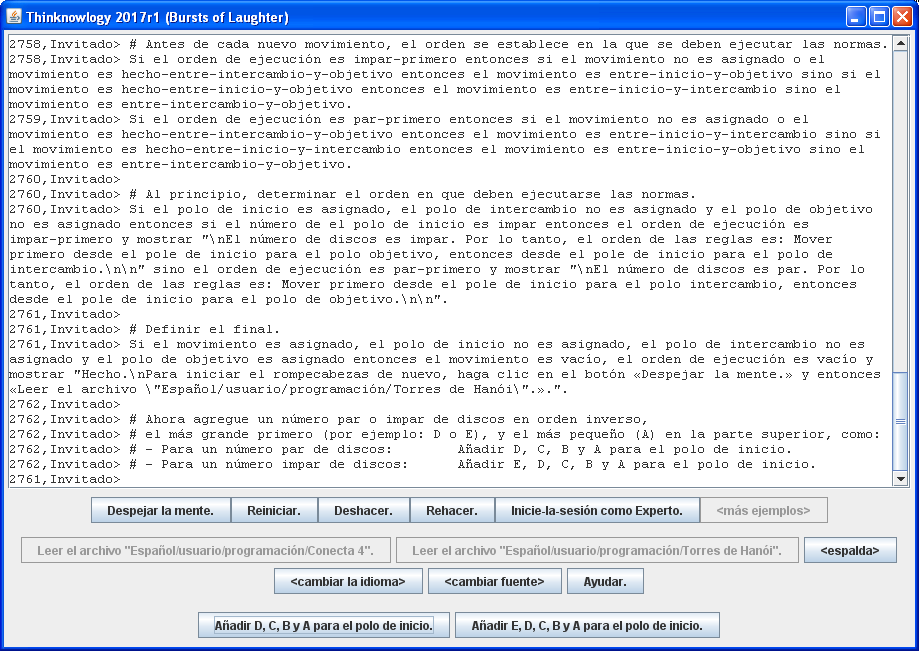 Thinknowlogy 2017r1 (Bursts of Laughter)
2758,Invitado> # Antes de cada nuevo movimiento, el orden se establece en la que se deben ejecutar las normas.
2758,Invitado> Si el orden de ejecución es impar-primero entonces si el movimiento no es asignado o el
movimiento es hecho-entre-intercambio-y-objetivo entonces el movimiento es entre-inicio-y-objetivo sino si el
movimiento es hecho-entre-inicio-y-objetivo entonces el movimiento es entre-inicio-y-intercambio sino el
movimiento es entre-intercambio-y-objetivo.
2759,Invitado> Si el orden de ejecución es par-primero entonces si el movimiento no es asignado o el
movimiento es hecho-entre-intercambio-y-objetivo entonces el movimiento es entre-inicio-y-intercambio sino si
el movimiento es hecho-entre-inicio-y-intercambio entonces el movimiento es entre-inicio-y-objetivo sino el
movimiento es entre-intercambio-y-objetivo.
2760,Invitado>
2760,Invitado> # Al principio, determinar el orden en que deben ejecutarse las normas.
2760,Invitado> Si el polo de inicio es asignado, el polo de intercambio no es asignado y el polo de objetivo
no es asignado entonces si el número de el polo de inicio es impar entonces el orden de ejecución es
impar-primero y mostrar "\nEl número de discos es impar. Por lo tanto, el orden de las reglas es: Mover
primero desde el pole de inicio para el polo objetivo, entonces desde el pole de inicio para el polo de
intercambio.\n\n" sino el orden de ejecución es par-primero y mostrar "\nEl número de discos es par. Por lo
tanto, el orden de las reglas es: Mover primero desde el pole de inicio para el polo intercambio, entonces
desde el pole de inicio para el polo de objetivo.\n\n".
2761,Invitado>
2761,Invitado> # Definir el final.
2761,Invitado> Si el movimiento es asignado, el polo de inicio no es asignado, el polo de intercambio no es
asignado y el polo de objetivo es asignado entonces el movimiento es vacío, el orden de ejecución es vacío y
mostrar "Hecho.\nPara iniciar el rompecabezas de nuevo, haga clic en el botón «Despejar la mente.» y entonces
«Leer el archivo \"Español/usuario/programación/Torres de Hanói\".».".
2762,Invitado>
2762,Invitado> # Ahora agregue un número par o impar de discos en orden inverso,
2762,Invitado> # el más grande primero (por ejemplo: D o E), y el más pequeño (A) en la parte superior, como:
2762,Invitado> # - Para un número par de discos: Añadir D, C, B y A para el polo de inicio.
2762,Invitado> # - Para un número impar de discos: Añadir E, D, C, B y A para el polo de inicio.
2761,Invitado>
Despejar la mente. Reiniciar. Deshacer. Rehacer. Inicie-la-sesión como Experto. <más ejemplos>
Leer el archivo "Español/usuario/programación/Conecta 4". Leer el archivo "Español/usuario/programación/Torres de Hanói". <espalda>
<cambiar la idioma> <cambiar fuente> Ayudar.
Añadir D, C, B y A para el polo de inicio. Añadir E, D, C, B y A para el polo de inicio.